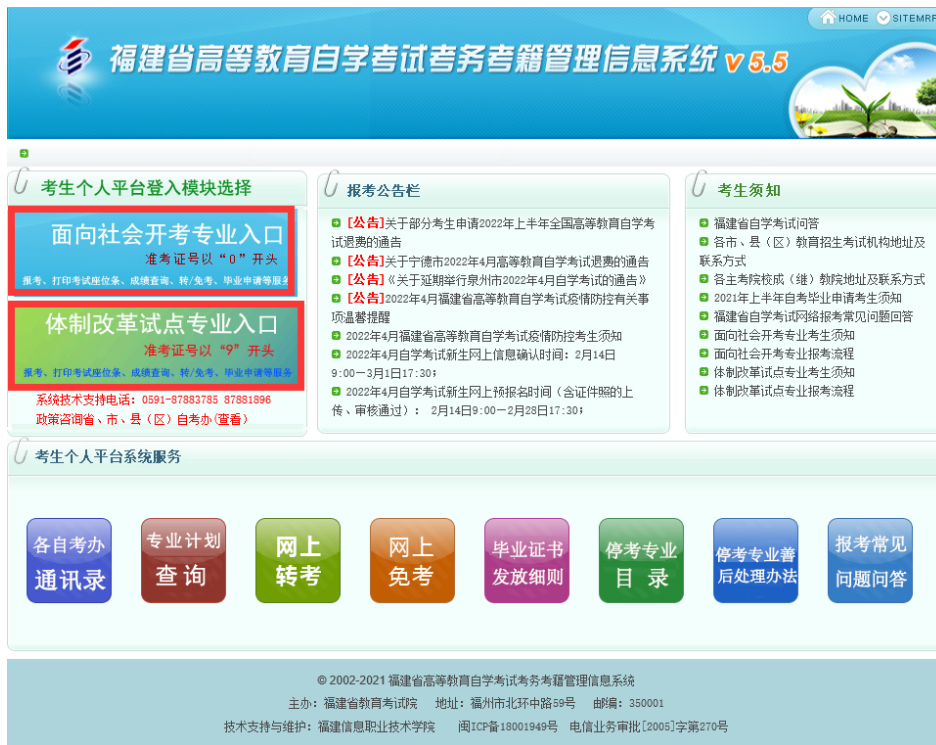 HOME SITEMRP
福建省高等教育自学考试考务考籍管理信息系统 v 5.5
考生个人平台登入模块选择
面向社会开考专业入口
准考证号以“0”开头
报考、打印考试座位条、成绩查询、转/免考、毕业申请等服务
体制改革试点专业入口
准考证号以“9”开头
报考、打印考试座位条、成绩查询、转/免考、毕业申请等服务
系统技术支持电话：0591-87883785 87881896
政策咨询省、市、县（区）自考办(查看)
报考公告栏
[公告]关于部分考生申请2022年上半年全国高等教育自学考
试退费的通告
[公告]关于宁德市2022年4月高等教育自学考试退费的通告
[公告]《关于延期举行泉州市2022年4月自学考试的通告》
[公告]2022年4月福建省高等教育自学考试疫情防控有关事
项温馨提醒
2022年4月福建省高等教育自学考试疫情防控考生须知
2022年4月自学考试新生网上信息确认时间：2月14日
9:00－3月1日17:30；
2022年4月自学考试新生网上预报名时间（含证件照的上
传、审核通过）： 2月14日9:00－2月28日17:30；
考生须知
福建省自学考试问答
各市、县（区）教育招生考试机构地址及
联系方式
各主考院校成（继）教院地址及联系方式
2021年上半年自考毕业申请考生须知
福建省自学考试网络报考常见问题回答
面向社会开考专业考生须知
面向社会开考专业报考流程
体制改革试点专业考生须知
体制改革试点专业报考流程
考生个人平台系统服务
各自考办
通讯录
专业计划
查询
网上
转考
网上
免考
毕业证书
发放细则
停考专业
目 录
停考专业善
后处理办法
报考常见
问题问答
© 2002-2021 福建省高等教育自学考试考务考籍管理信息系统
主办：福建省教育考试院 地址：福州市北环中路59号 邮编：350001
技术支持与维护：福建信息职业技术学院 闽ICP备18001949号 电信业务审批[2005]字第270号